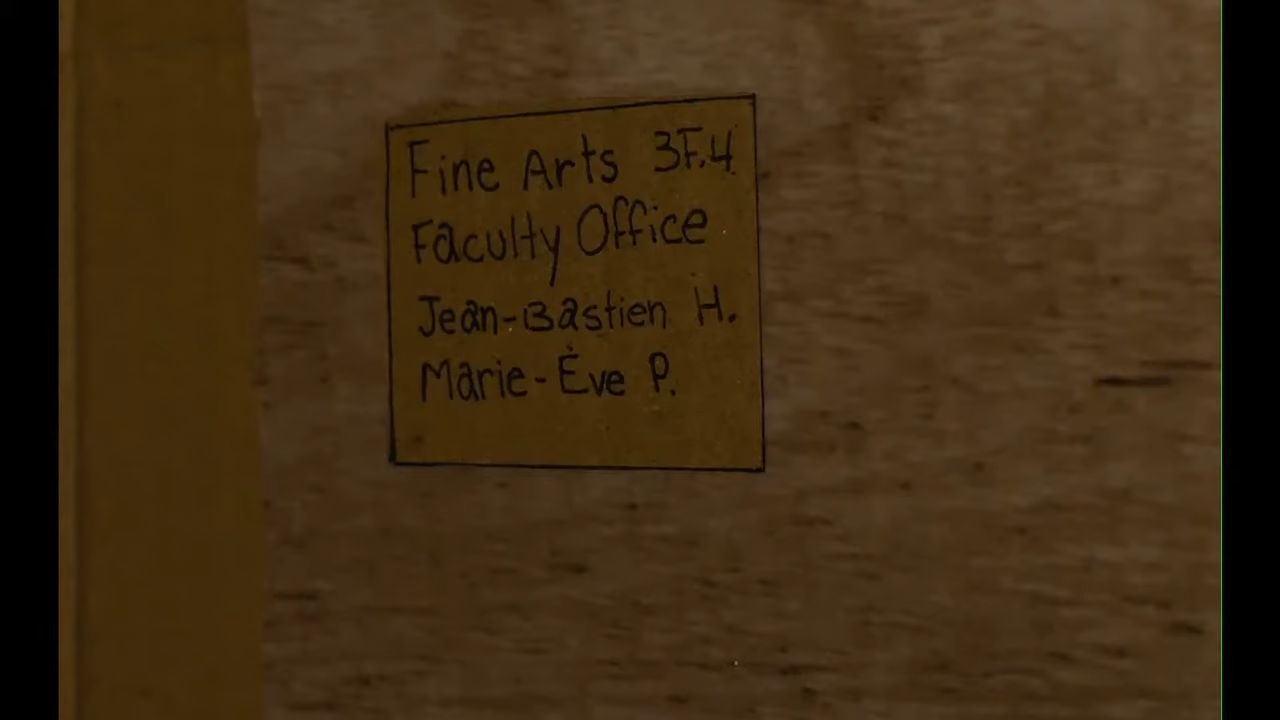 Fine Arts 3F.4
Faculty Office
Jean-Bastien H.
Marie-Ève P.